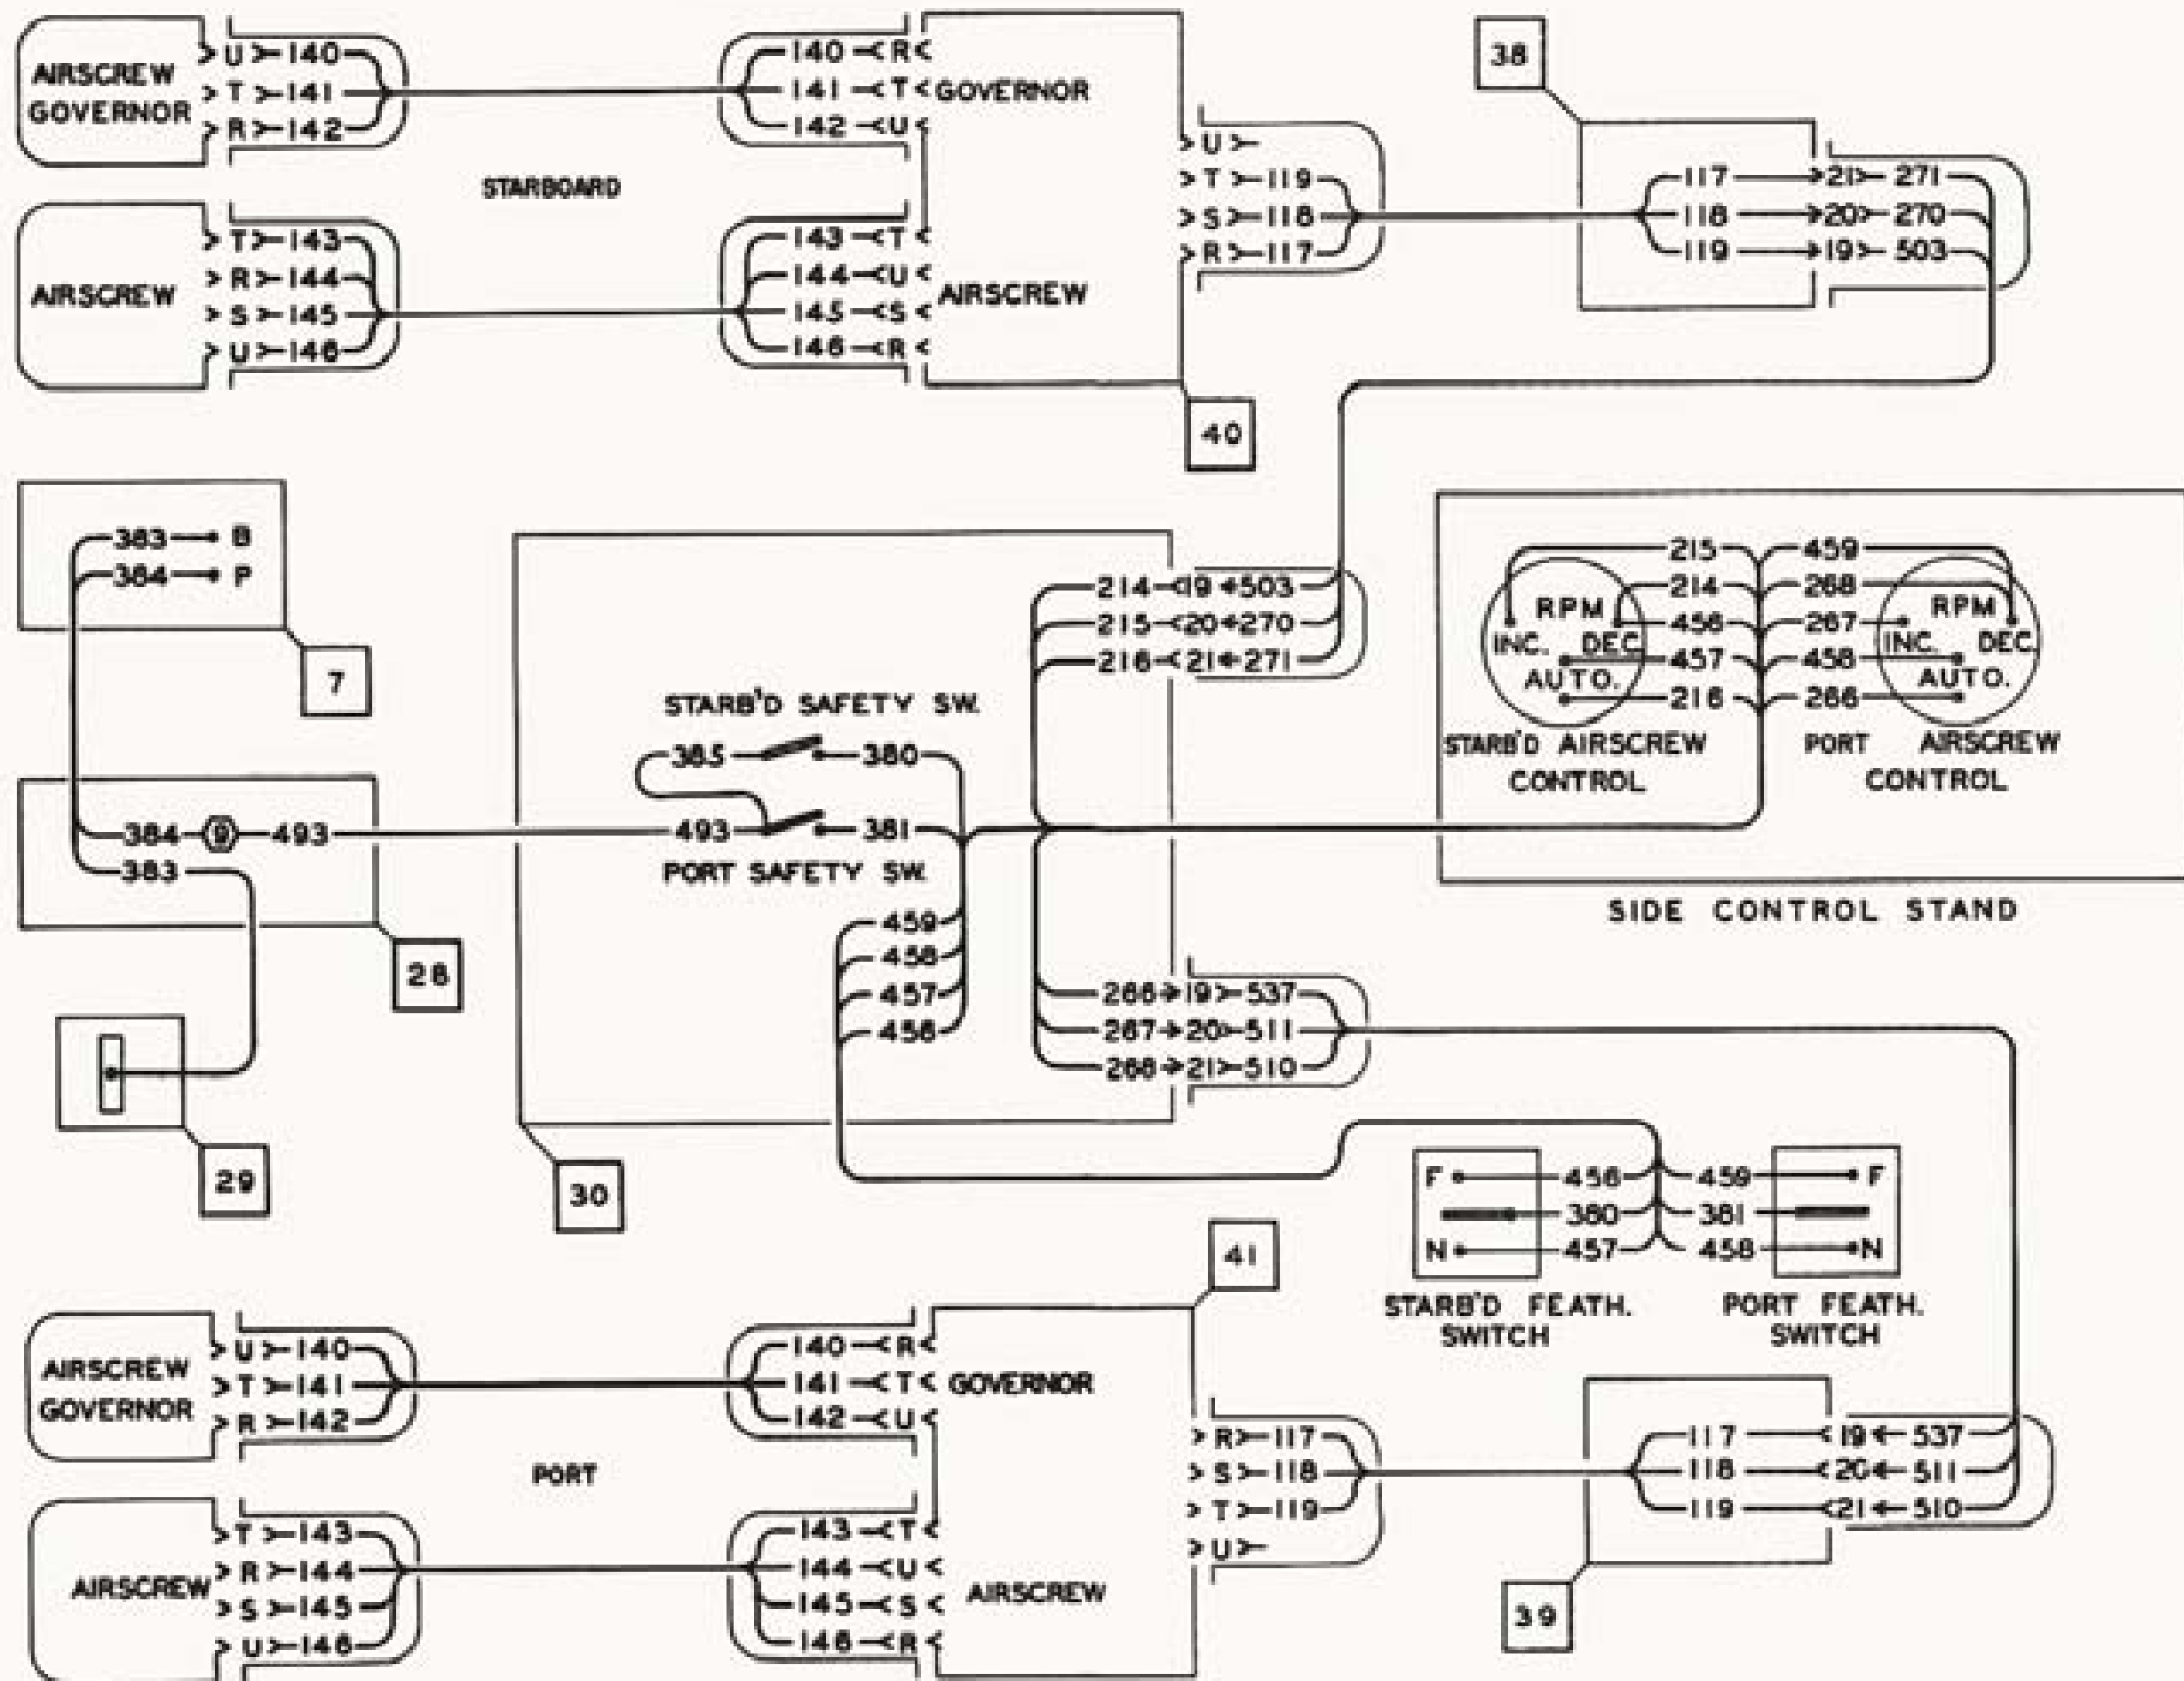 AIRSCREW
GOVERNOR
U 140
T 141
R 142
140 R
141 T
142 U
GOVERNOR
STARBOARD
AIRSCREW
T 143
R 144
S 145
U 146
143 T
144 U
145 S
146 R
AIRSCREW
U
T 119
S 118
R 117
40
38
117 21 271
118 20 270
119 19 503
383 B
384 P
7
384 9 493
383
28
29
214 19 503
215 20 270
216 21 271
STARB'D SAFETY SW.
385 380
493 381
PORT SAFETY SW.
459
458
457
456
266 19 537
267 20 511
268 21 510
30
215 459
214 268
456 267
457 458
216 266
RPM
INC. DEC.
AUTO.
RPM
INC. DEC.
AUTO.
STARB'D AIRSCREW
CONTROL
PORT AIRSCREW
CONTROL
SIDE CONTROL STAND
F 456 459 F
380 381
N 457 458 N
STARB'D FEATH.
SWITCH
PORT FEATH.
SWITCH
41
AIRSCREW
GOVERNOR
U 140
T 141
R 142
140 R
141 T
142 U
GOVERNOR
PORT
AIRSCREW
T 143
R 144
S 145
U 146
143 T
144 U
145 S
146 R
AIRSCREW
R 117
S 118
T 119
U
117 19 537
118 20 511
119 21 510
39